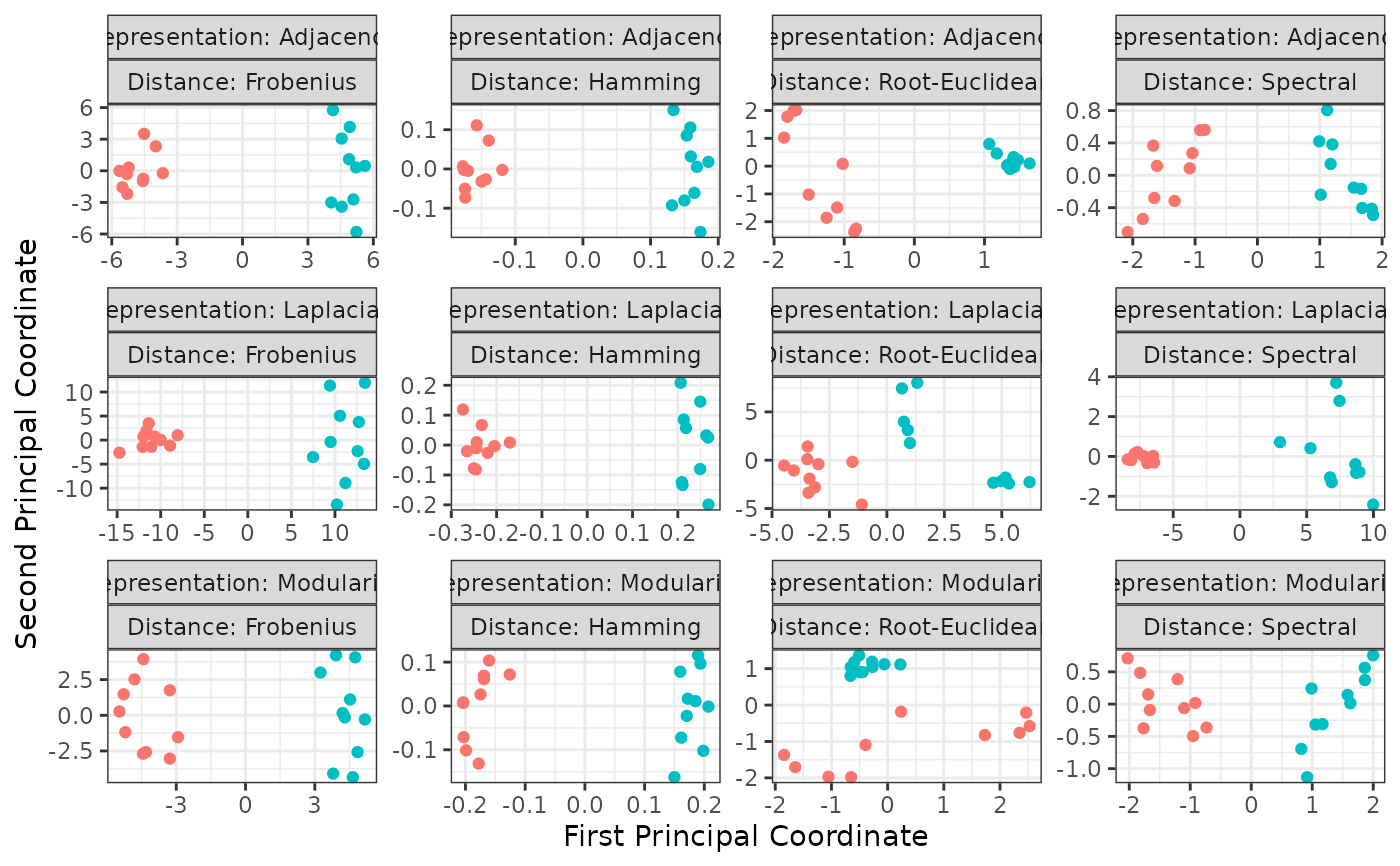 epresentation: Adjacenc epresentation: Adjacenc epresentation: Adjacenc epresentation: Adjacenc
Distance: Frobenius Distance: Hamming Distance: Root-Euclidean Distance: Spectral
6 3 0 -3 -6
0.1 0.0 -0.1
2 1 0 -1 -2
0.8 0.4 0.0 -0.4
-6 -3 0 3 6 -0.1 0.0 0.1 0.2 -2 -1 0 1 -2 -1 0 1 2
epresentation: Laplacia epresentation: Laplacia epresentation: Laplacia epresentation: Laplacia
Distance: Frobenius Distance: Hamming Distance: Root-Euclidean Distance: Spectral
10 5 0 -5 -10
0.2 0.1 0.0 -0.1 -0.2
5 0 -5
4 2 0 -2
-15 -10 -5 0 5 10 -0.3 -0.2 -0.1 0.0 0.1 0.2 -5.0 -2.5 0.0 2.5 5.0 -5 0 5 10
epresentation: Modulari epresentation: Modulari epresentation: Modulari epresentation: Modulari
Distance: Frobenius Distance: Hamming Distance: Root-Euclidean Distance: Spectral
2.5 0.0 -2.5
0.1 0.0 -0.1
1 0 -1 -2
0.5 0.0 -0.5 -1.0
-3 0 3 -0.2 -0.1 0.0 0.1 0.2 -2 -1 0 1 2 -2 -1 0 1 2
First Principal Coordinate
Second Principal Coordinate